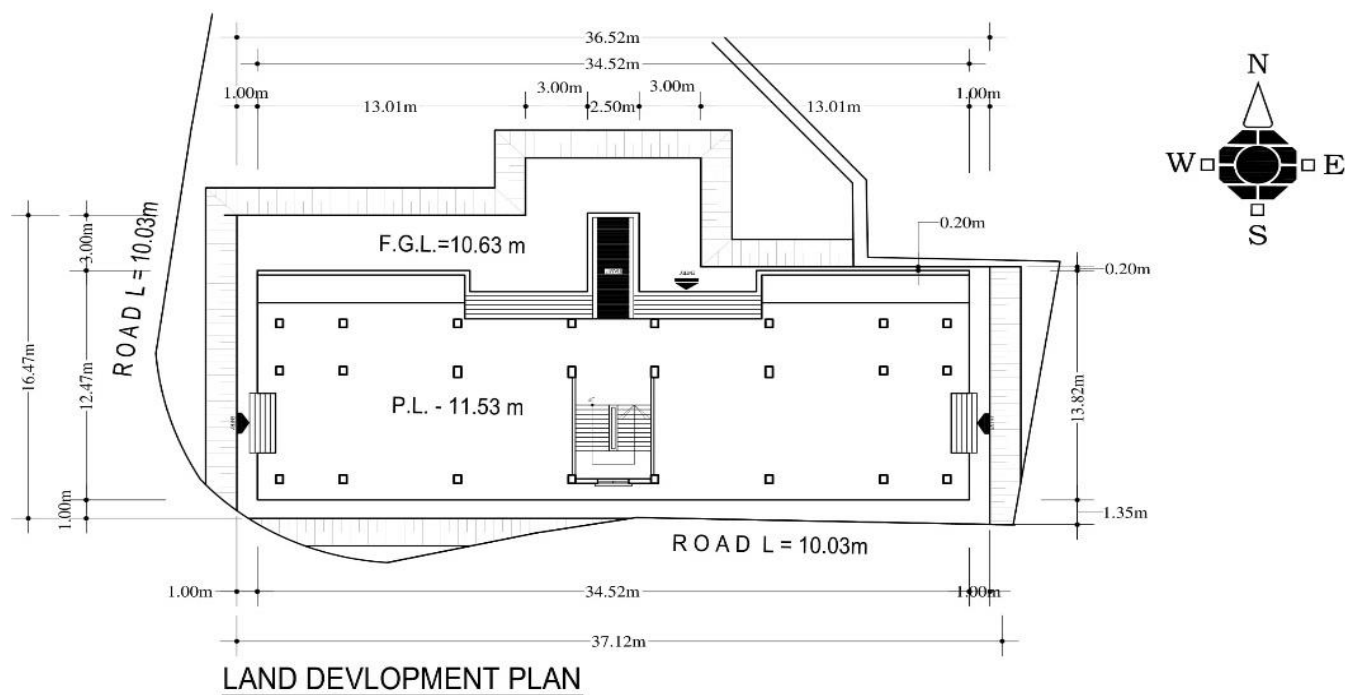 36.52m
34.52m
1.00m 13.01m 3.00m 2.50m 3.00m 13.01m 1.00m
N
W E
S
0.20m
0.20m
3.00m
F.G.L.=10.63 m
ROAD L = 10.03m
16.47m
12.47m
P.L. - 11.53 m
13.82m
1.00m
1.35m
ROAD L = 10.03m
1.00m 34.52m 1.00m
37.12m
LAND DEVLOPMENT PLAN